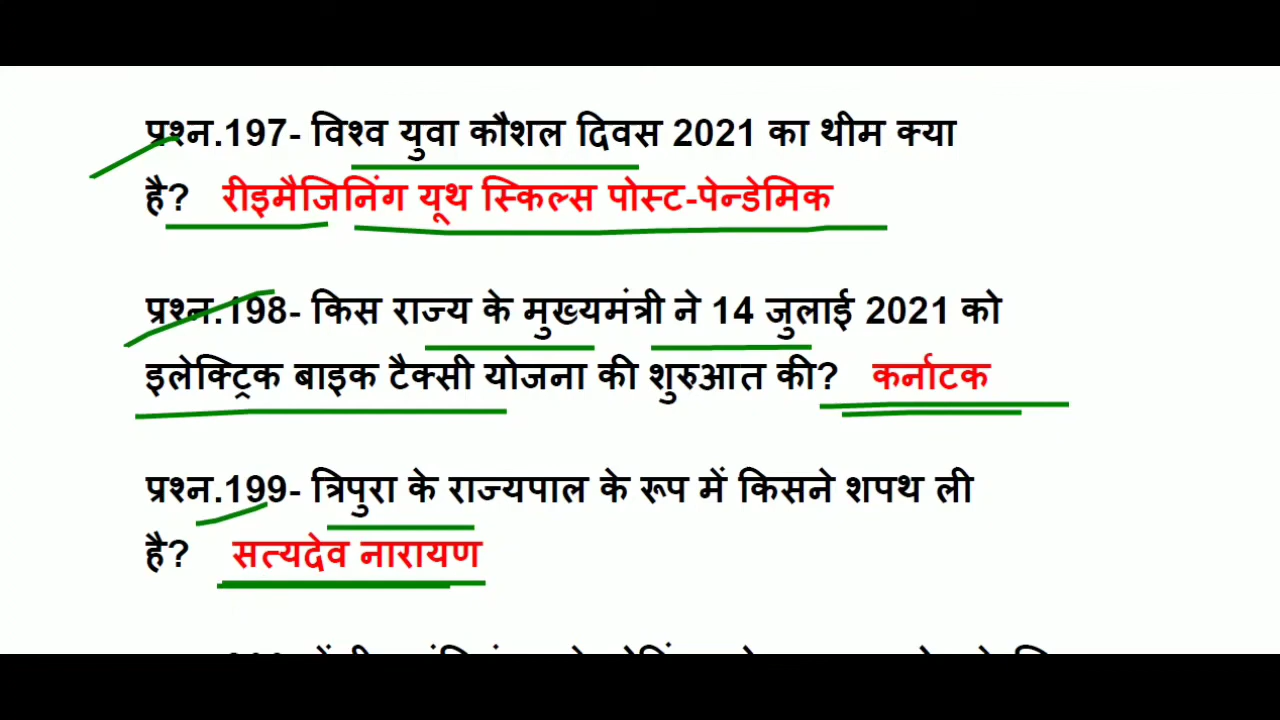 प्रश्न.197- विश्व युवा कौशल दिवस 2021 का थीम क्या
है? रीइमैजिनिंग यूथ स्किल्स पोस्ट-पेन्डेमिक
प्रश्न.198- किस राज्य के मुख्यमंत्री ने 14 जुलाई 2021 को
इलेक्ट्रिक बाइक टैक्सी योजना की शुरुआत की? कर्नाटक
प्रश्न.199- त्रिपुरा के राज्यपाल के रूप में किसने शपथ ली
है? सत्यदेव नारायण